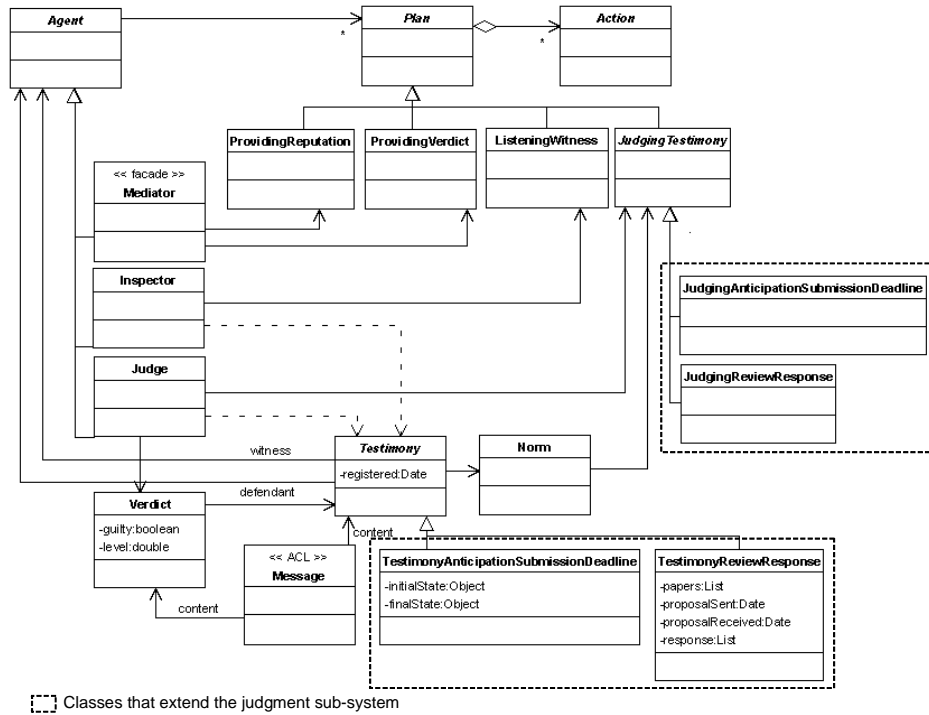 Agent
Plan
Action
*
*
ProvidingReputation
ProvidingVerdict
ListeningWitness
JudgingTestimony
<< facade >>
Mediator
Inspector
JudgingAnticipationSubmissionDeadline
Judge
JudgingReviewResponse
witness
Testimony
-registered:Date
Norm
defendant
Verdict
-guilty:boolean
-level:double
content
<< ACL >>
Message
content
TestimonyAnticipationSubmissionDeadline
-initialState:Object
-finalState:Object
TestimonyReviewResponse
-papers:List
-proposalSent:Date
-proposalReceived:Date
-response:List
Classes that extend the judgment sub-system